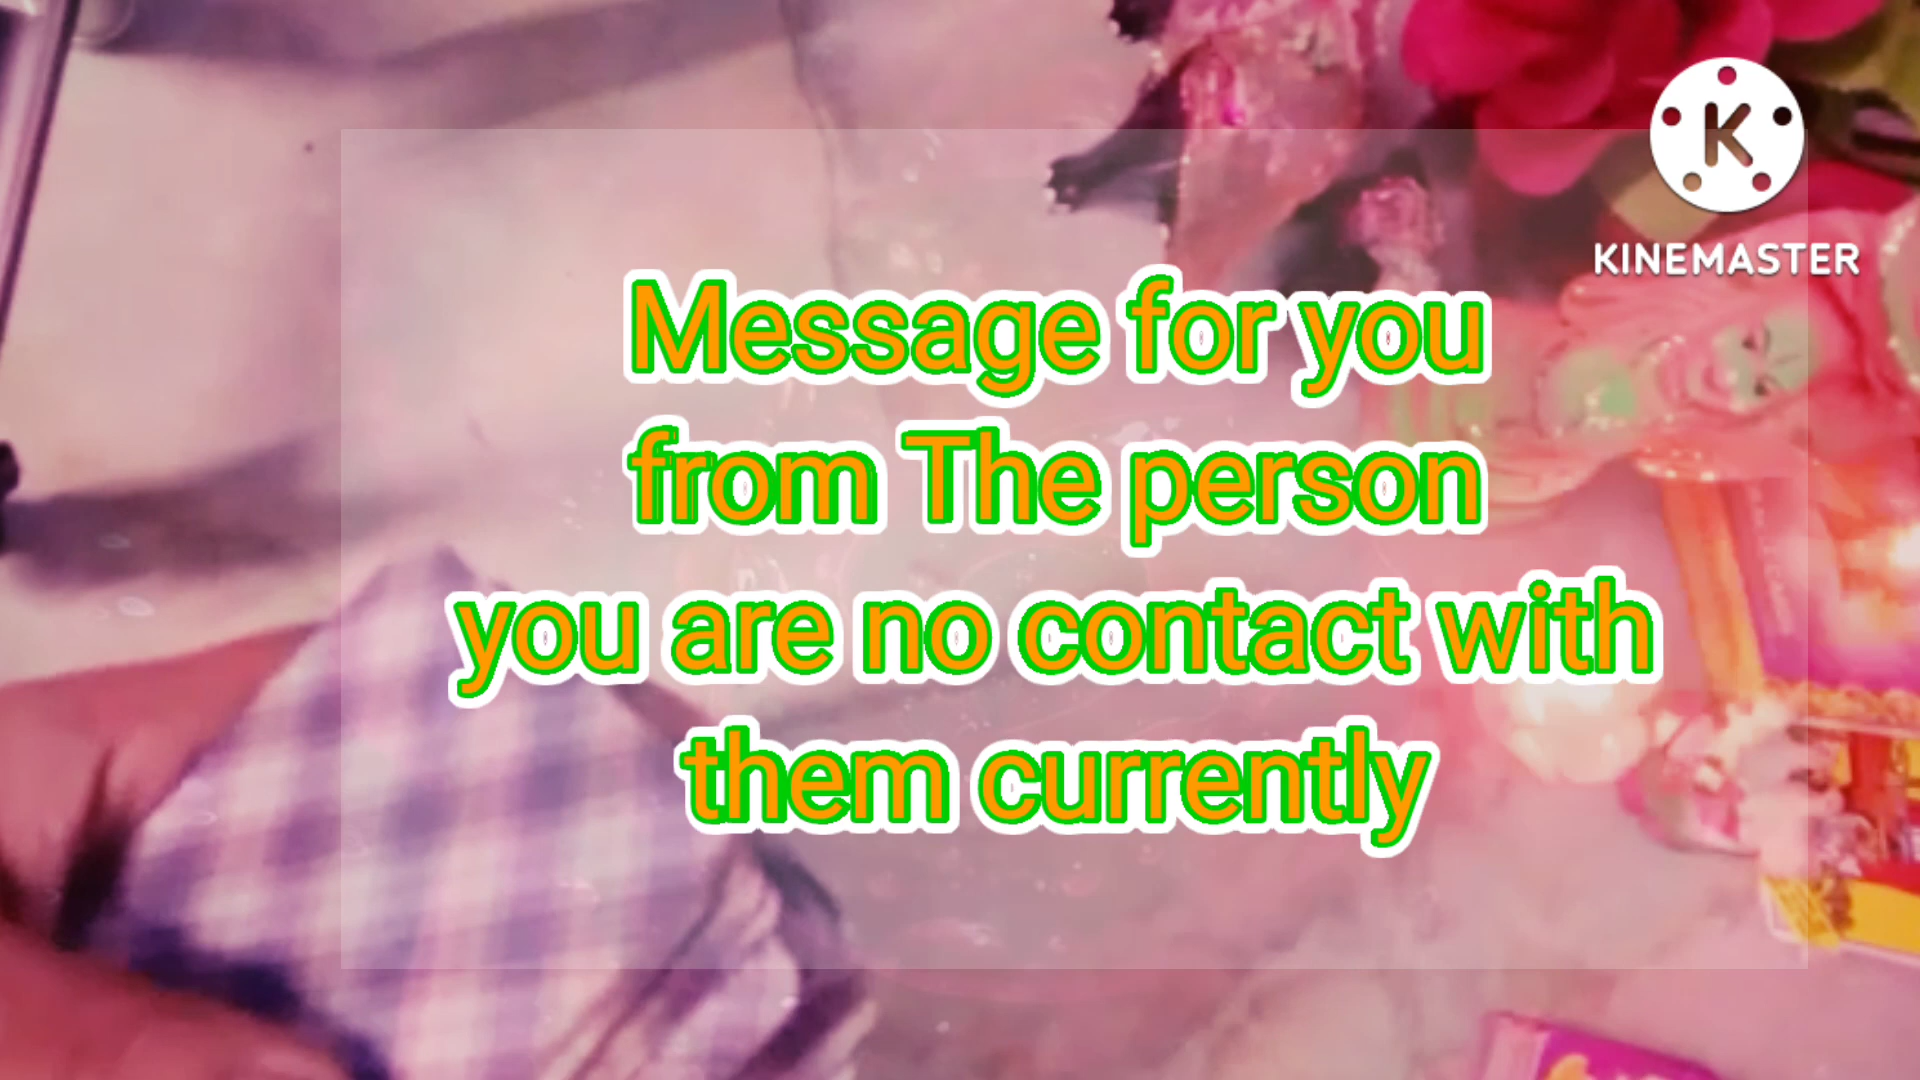 K
KINEMASTER
Message for you
from The person
you are no contact with
them currently